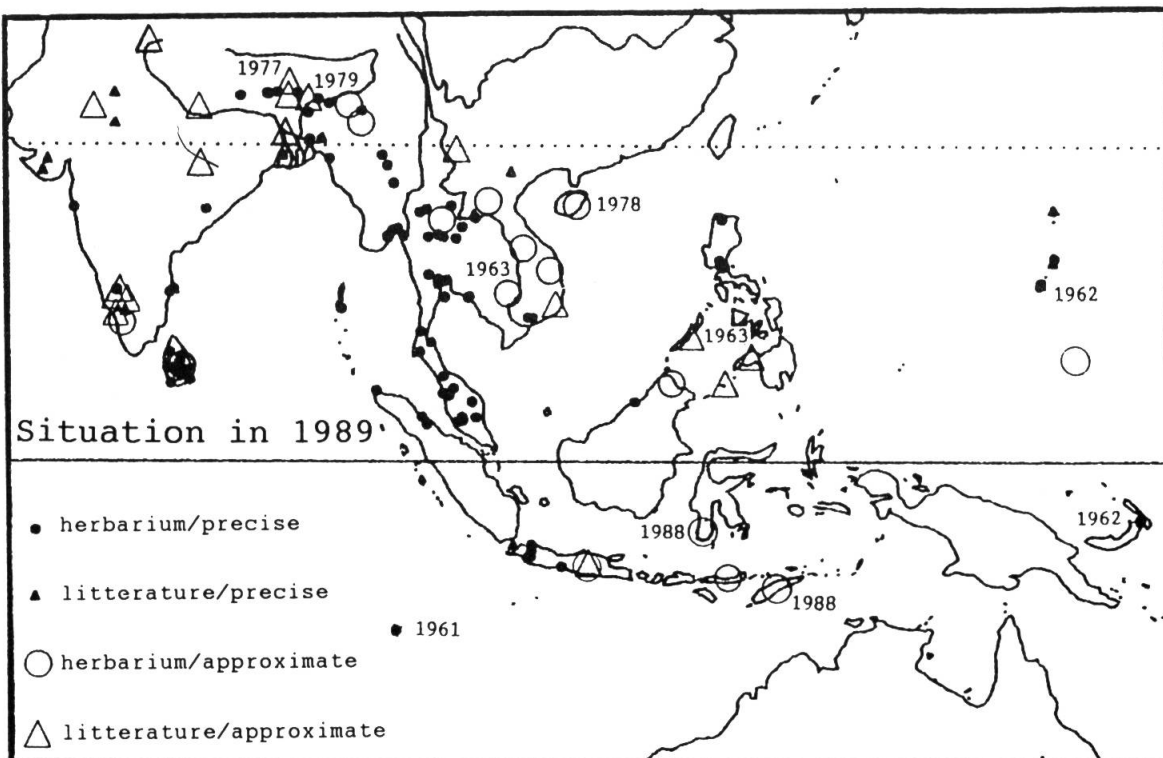 1977
1979
1978
1963
1962
1963
Situation in 1989
herbarium/precise
1962
1988
litterature/precise
1988
1961
herbarium/approximate
litterature/approximate